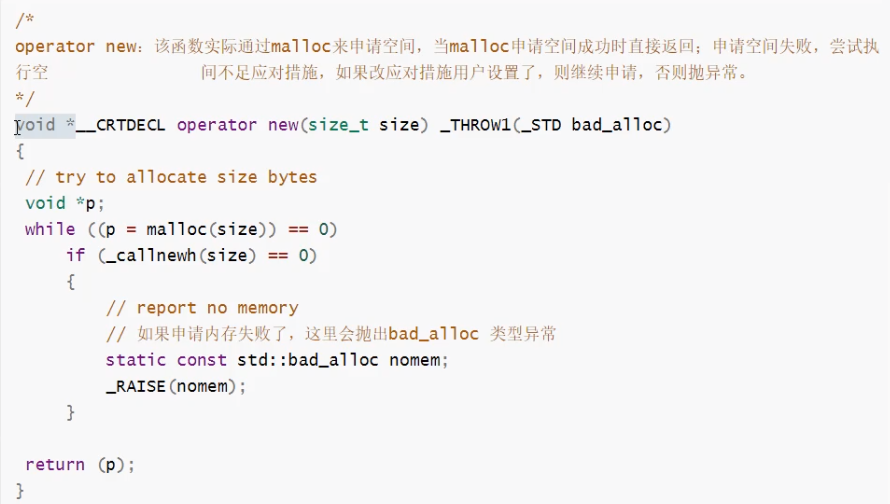 /*
operator new：该函数实际通过malloc来申请空间，当malloc申请空间成功时直接返回；申请空间失败，尝试执
行空               间不足应对措施，如果改应对措施用户设置了，则继续申请，否则抛异常。
*/
void *__CRTDECL operator new(size_t size) _THROW1(_STD bad_alloc)
{
 // try to allocate size bytes
 void *p;
 while ((p = malloc(size)) == 0)
     if (_callnewh(size) == 0)
     {
         // report no memory
         // 如果申请内存失败了，这里会抛出bad_alloc 类型异常
         static const std::bad_alloc nomem;
         _RAISE(nomem);
     }

 return (p);
}